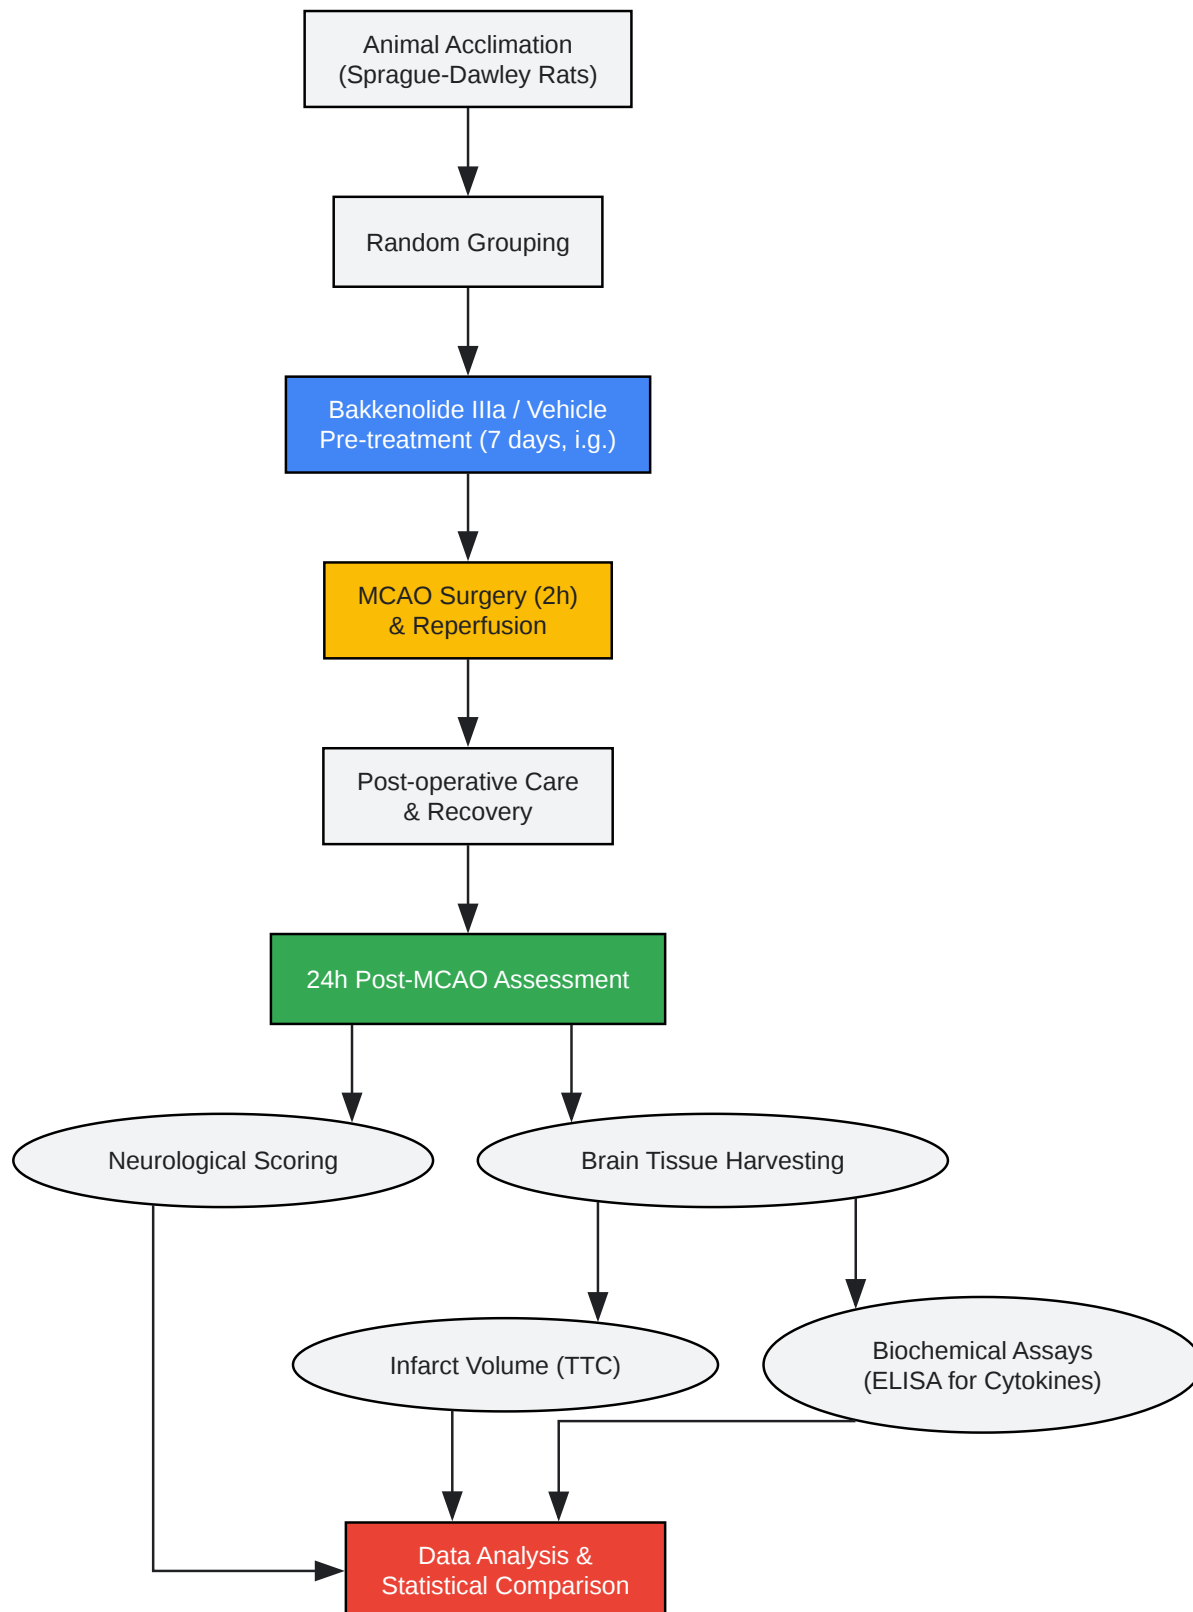 Animal Acclimation
(Sprague-Dawley Rats)
Random Grouping
Bakkenolide IIIa / Vehicle
Pre-treatment (7 days, i.g.)
MCAO Surgery (2h)
& Reperfusion
Post-operative Care
& Recovery
24h Post-MCAO Assessment
Neurological Scoring
Brain Tissue Harvesting
Infarct Volume (TTC)
Biochemical Assays
(ELISA for Cytokines)
Data Analysis &
Statistical Comparison